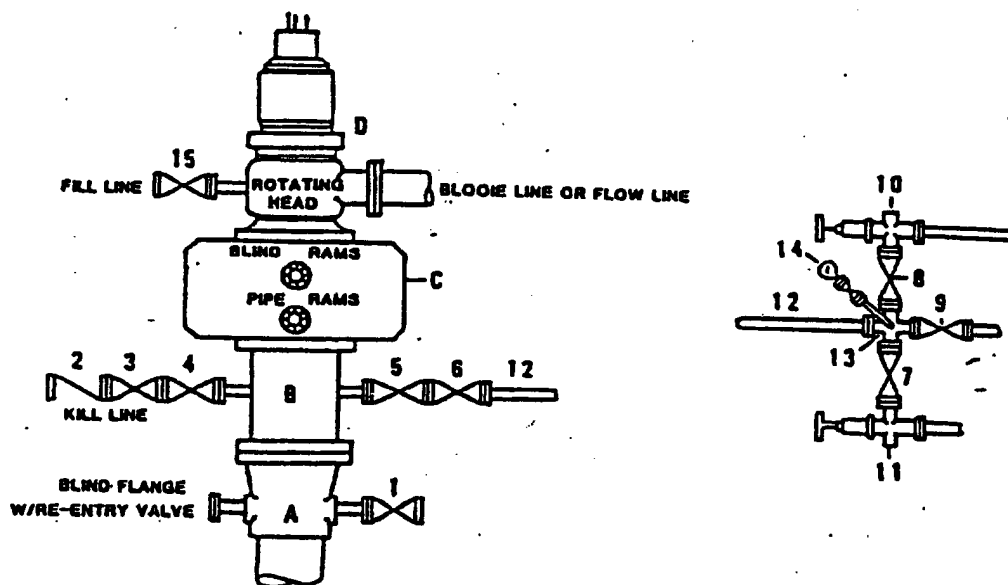 D
15
FILL LINE
ROTATING
HEAD
BLOOIE LINE OR FLOW LINE
BLIND RAMS
C
PIPE RAMS
2 3 4
KILL LINE
B
5 6 12
BLIND FLANGE
W/RE-ENTRY VALVE
A
1
10
14
8
12
9
13
7
11